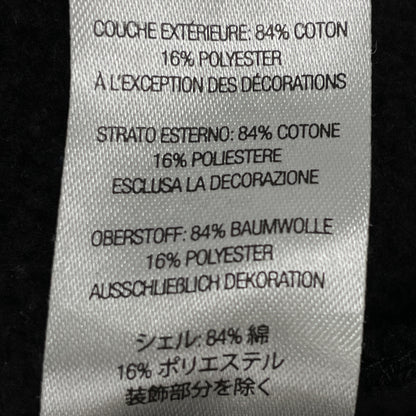 COUCHE EXTÉRIEURE: 84% COTON
16% POLYESTER
À L'EXCEPTION DES DÉCORATIONS
STRATO ESTERNO: 84% COTONE
16% POLIESTERE
ESCLUSA LA DECORAZIONE
OBERSTOFF: 84% BAUMWOLLE
16% POLYESTER
AUSSCHLIEßLICH DEKORATION
シェル: 84% 綿
16% ポリエステル
装飾部分を除く